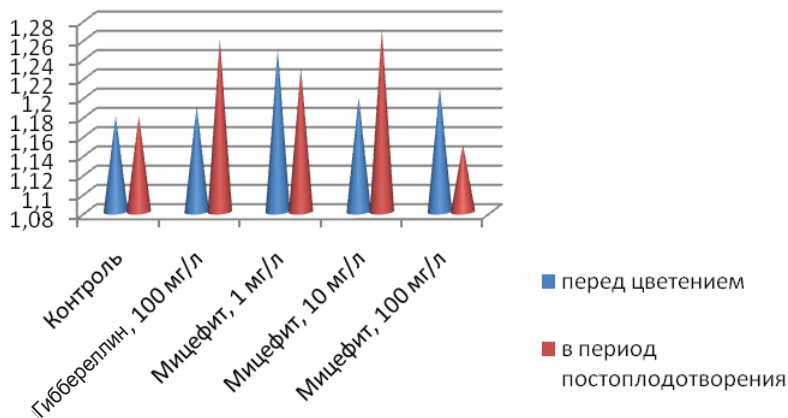 1,28
1,26
1,24
1,22
1,2
1,18
1,16
1,14
1,12
1,1
1,08
Контроль
Гиббереллин, 100 мг/л
Мицефит, 1 мг/л
Мицефит, 10 мг/л
Мицефит, 100 мг/л
перед цветением
в период
постоплодотворения